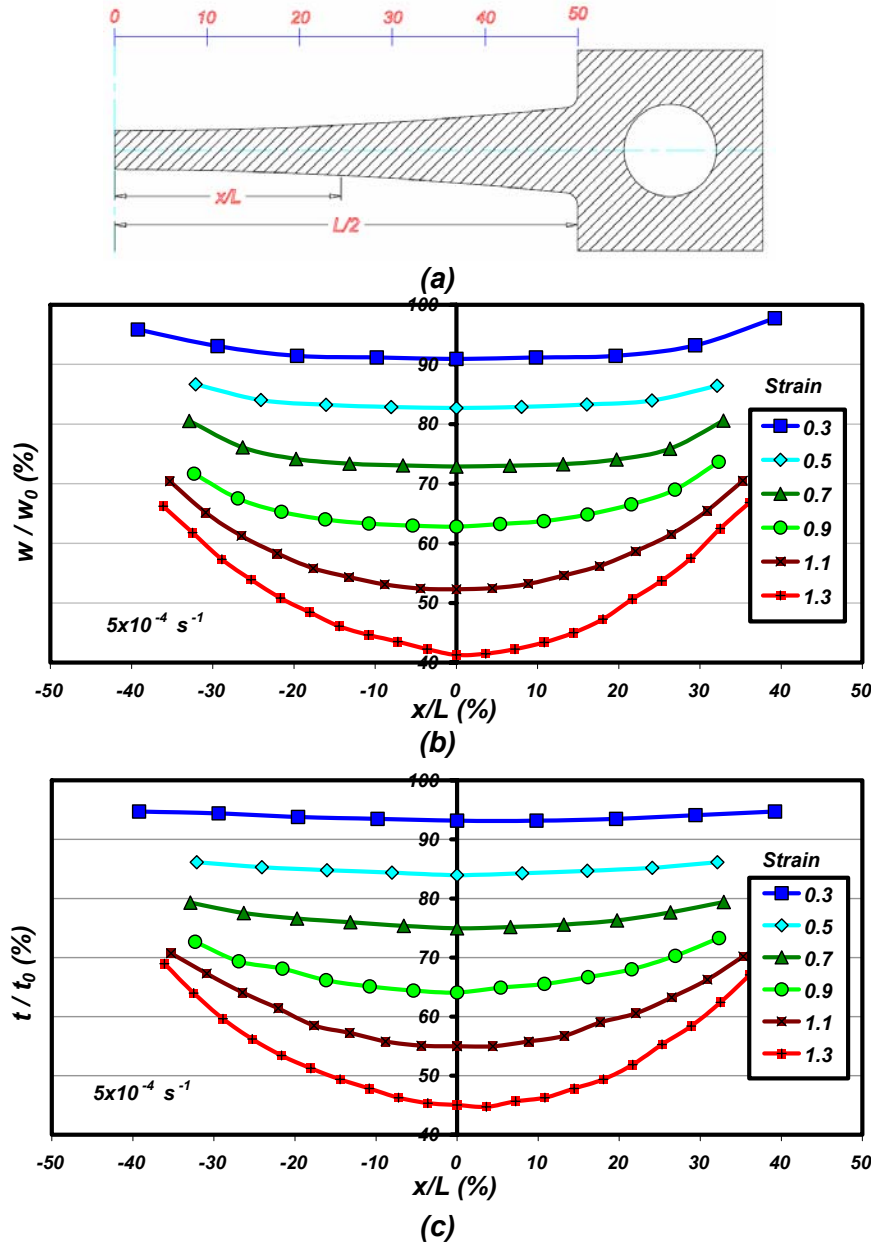 0 10 20 30 40 50
x/L
L/2
(a)
100
90
80
70
60
50
40
w / w0 (%)
Strain
0.3
0.5
0.7
0.9
1.1
1.3
5x10⁻⁴ s⁻¹
-50 -40 -30 -20 -10 0 10 20 30 40 50
x/L (%)
(b)
100
90
80
70
60
50
40
t / t0 (%)
Strain
0.3
0.5
0.7
0.9
1.1
1.3
5x10⁻⁴ s⁻¹
-50 -40 -30 -20 -10 0 10 20 30 40 50
x/L (%)
(c)